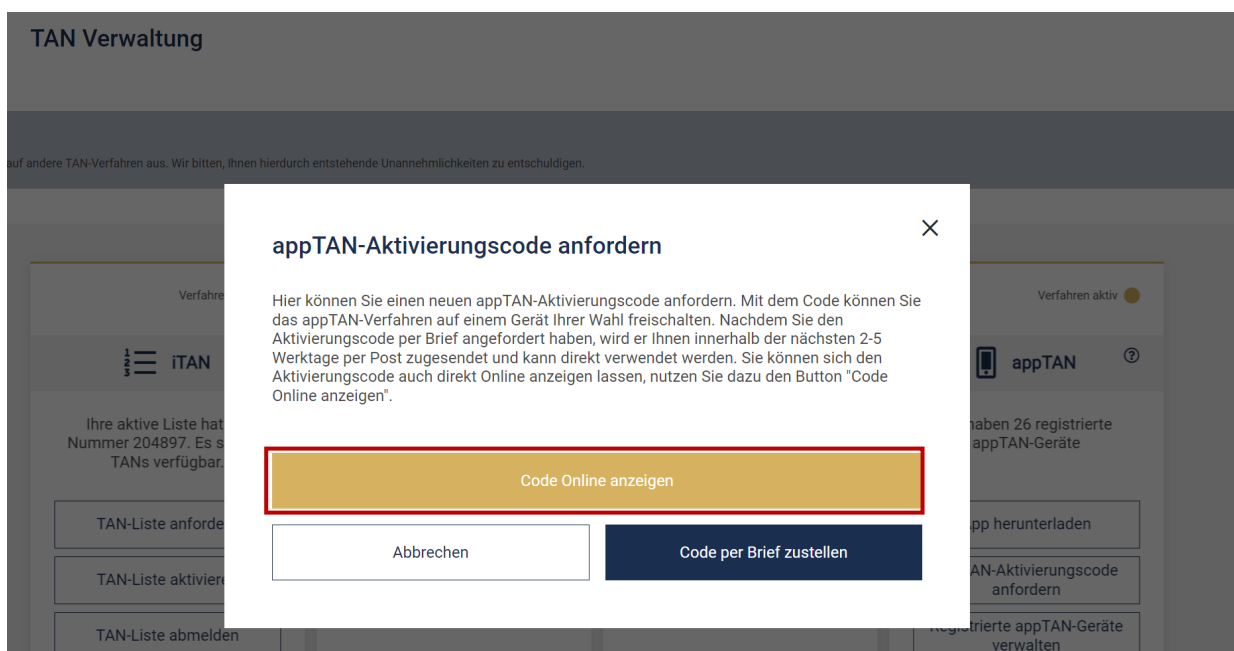 TAN Verwaltung
auf andere TAN-Verfahren aus. Wir bitten, Ihnen hierdurch entstehende Unannehmlichkeiten zu entschuldigen.
appTAN-Aktivierungscode anfordern
Hier können Sie einen neuen appTAN-Aktivierungscode anfordern. Mit dem Code können Sie
das appTAN-Verfahren auf einem Gerät Ihrer Wahl freischalten. Nachdem Sie den
Aktivierungscode per Brief angefordert haben, wird er Ihnen innerhalb der nächsten 2-5
Werktage per Post zugesendet und kann direkt verwendet werden. Sie können sich den
Aktivierungscode auch direkt Online anzeigen lassen, nutzen Sie dazu den Button "Code
Online anzeigen".
Code Online anzeigen
Abbrechen
Code per Brief zustellen
Verfahre
1
2
3
iTAN
Ihre aktive Liste hat
Nummer 204897. Es s
TANs verfügbar.
TAN-Liste anforde
TAN-Liste aktiviere
TAN-Liste abmelden
Verfahren aktiv
appTAN
?
haben 26 registrierte
appTAN-Geräte
pp herunterladen
AN-Aktivierungscode
anfordern
Registrierte appTAN-Geräte
verwalten